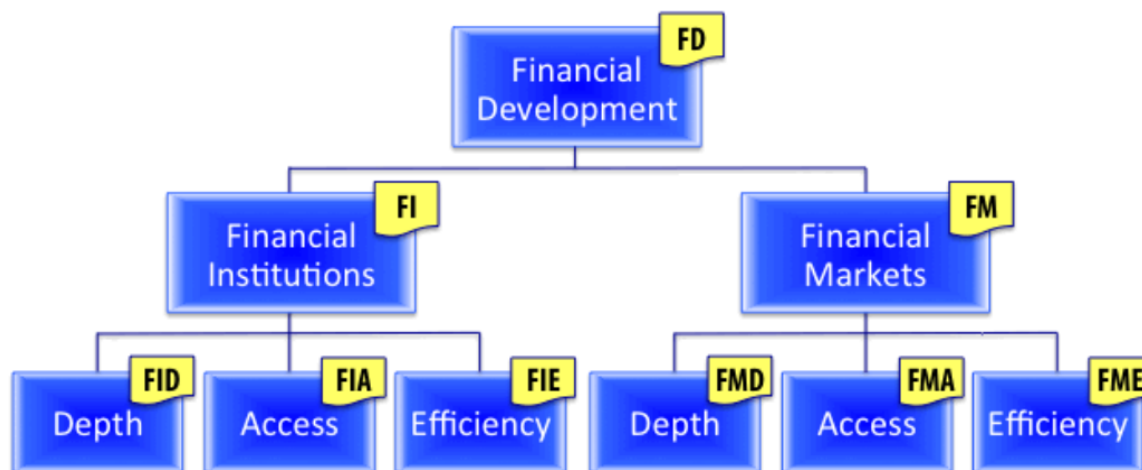 FD
Financial
Development
FI
Financial
Institutions
FM
Financial
Markets
FID
Depth
FIA
Access
FIE
Efficiency
FMD
Depth
FMA
Access
FME
Efficiency